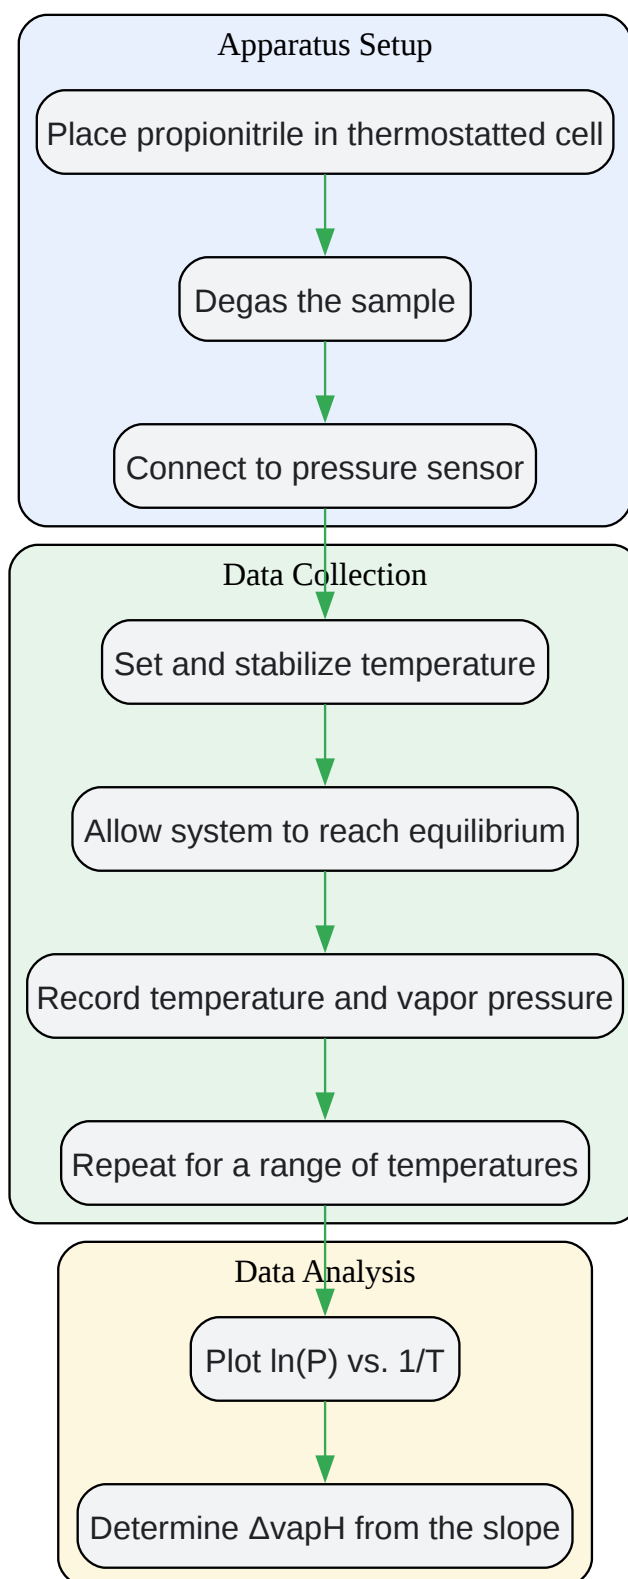 Apparatus Setup
Place propionitrile in thermostatted cell
Degas the sample
Connect to pressure sensor
Data Collection
Set and stabilize temperature
Allow system to reach equilibrium
Record temperature and vapor pressure
Repeat for a range of temperatures
Data Analysis
Plot ln(P) vs. 1/T
Determine ΔvapH from the slope